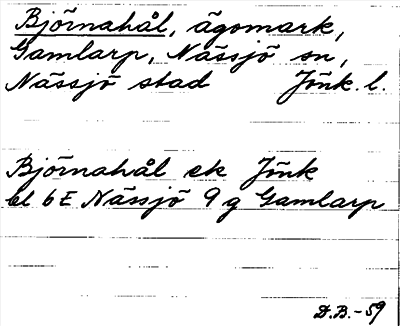 Björnahål, ägomark,
Gamlarp, Nässjö sn,
Nässjö stad Jönk. l.
Björnahål ek Jönk
bl 6E Nässjö 9 g Gamlarp
D.B.-59